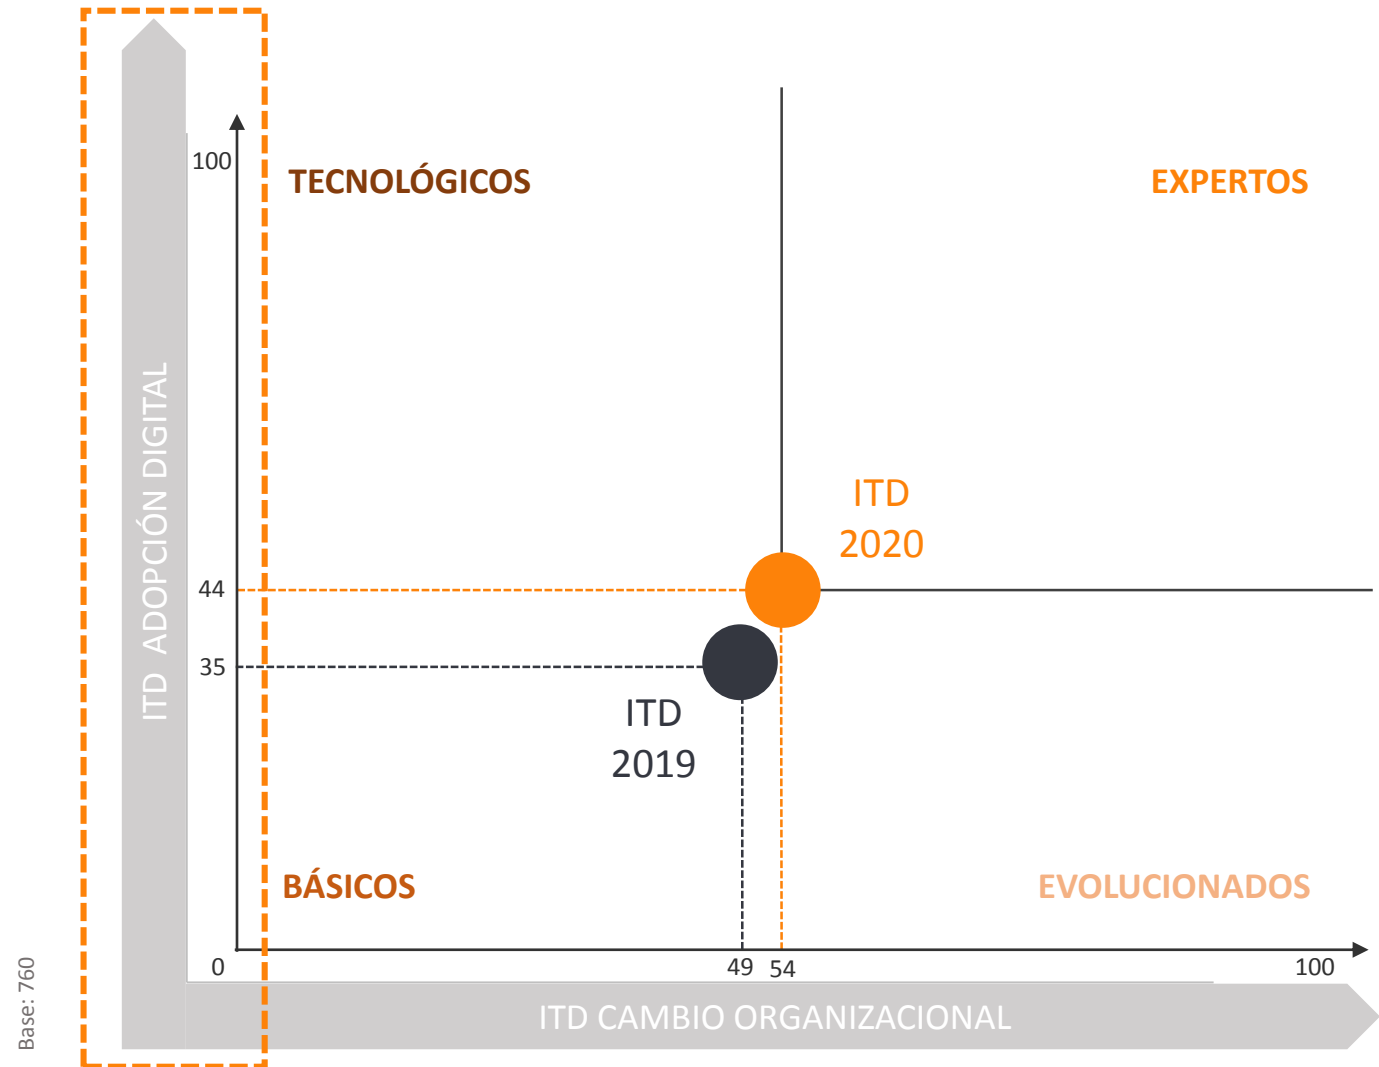 100
TECNOLÓGICOS
EXPERTOS
ITD ADOPCIÓN DIGITAL
ITD
2020
44
35
ITD
2019
BÁSICOS
EVOLUCIONADOS
0
49
54
100
ITD CAMBIO ORGANIZACIONAL
Base: 760